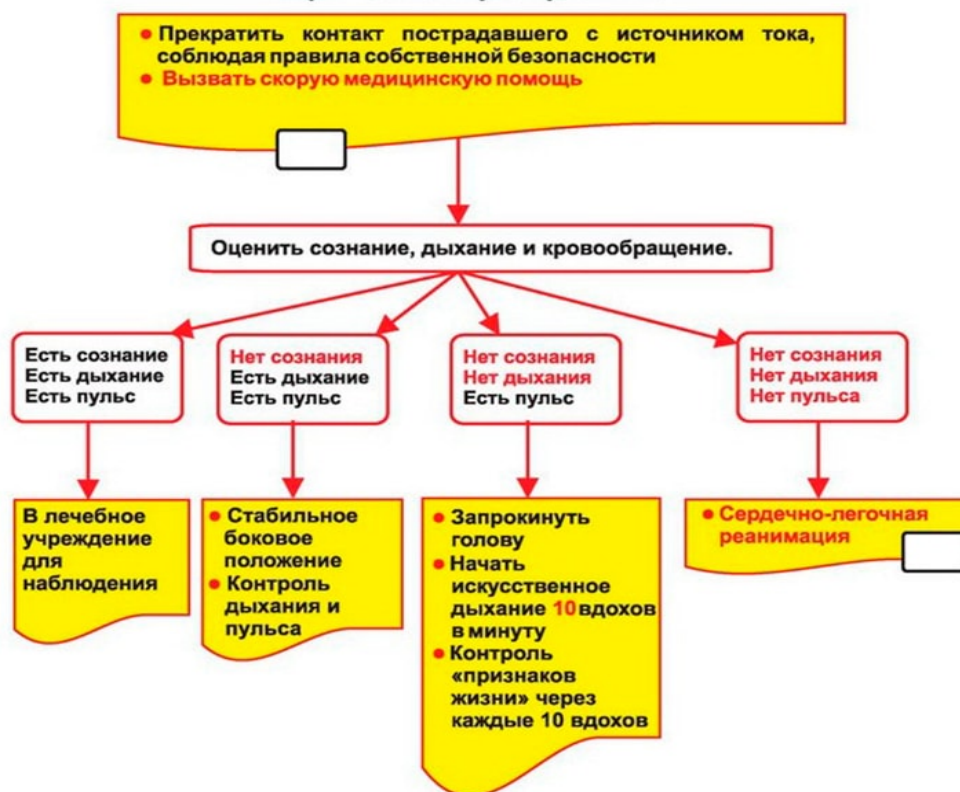 • Прекратить контакт пострадавшего с источником тока,
соблюдая правила собственной безопасности
• Вызвать скорую медицинскую помощь
Оценить сознание, дыхание и кровообращение.
Есть сознание
Есть дыхание
Есть пульс
Нет сознания
Есть дыхание
Есть пульс
Нет сознания
Нет дыхания
Есть пульс
Нет сознания
Нет дыхания
Нет пульса
В лечебное
учреждение
для
наблюдения
• Стабильное
боковое
положение
• Контроль
дыхания и
пульса
• Запрокинуть
голову
• Начать
искусственное
дыхание 10 вдохов
в минуту
• Контроль
«признаков
жизни» через
каждые 10 вдохов
• Сердечно-легочная
реанимация